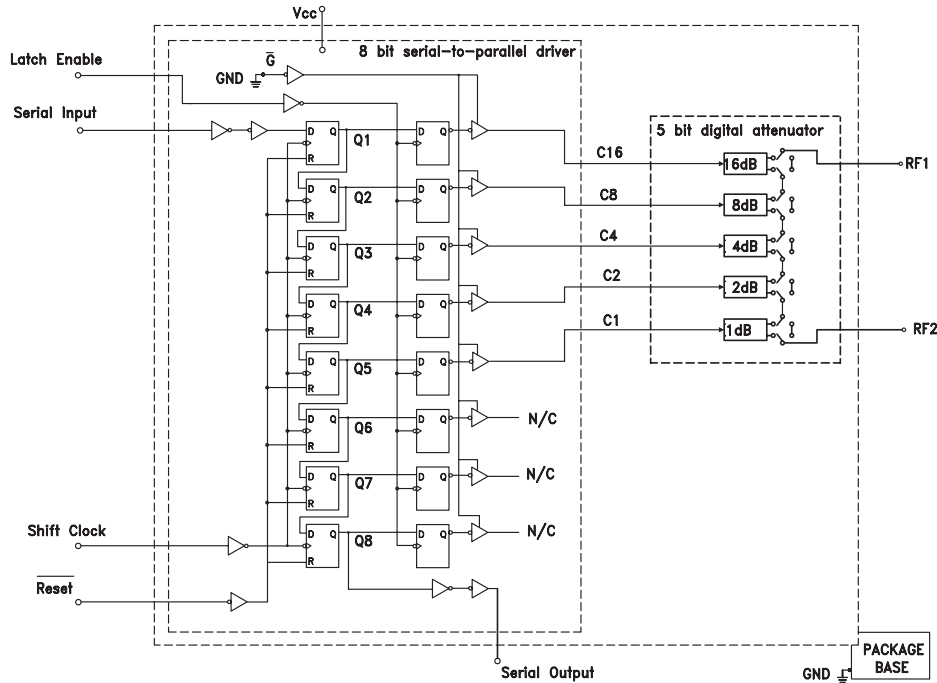 Vcc
8 bit serial-to-parallel driver
Latch Enable
G
GND
Serial Input
D Q
R
Q1
D Q
C16
5 bit digital attenuator
16dB
RF1
D Q
R
Q2
D Q
C8
8dB
D Q
R
Q3
D Q
C4
4dB
D Q
R
Q4
D Q
C2
2dB
D Q
R
Q5
D Q
C1
1dB
RF2
D Q
R
Q6
D Q
N/C
D Q
R
Q7
D Q
N/C
Shift Clock
D Q
R
Q8
D Q
N/C
Reset
Serial Output
GND
PACKAGE
BASE